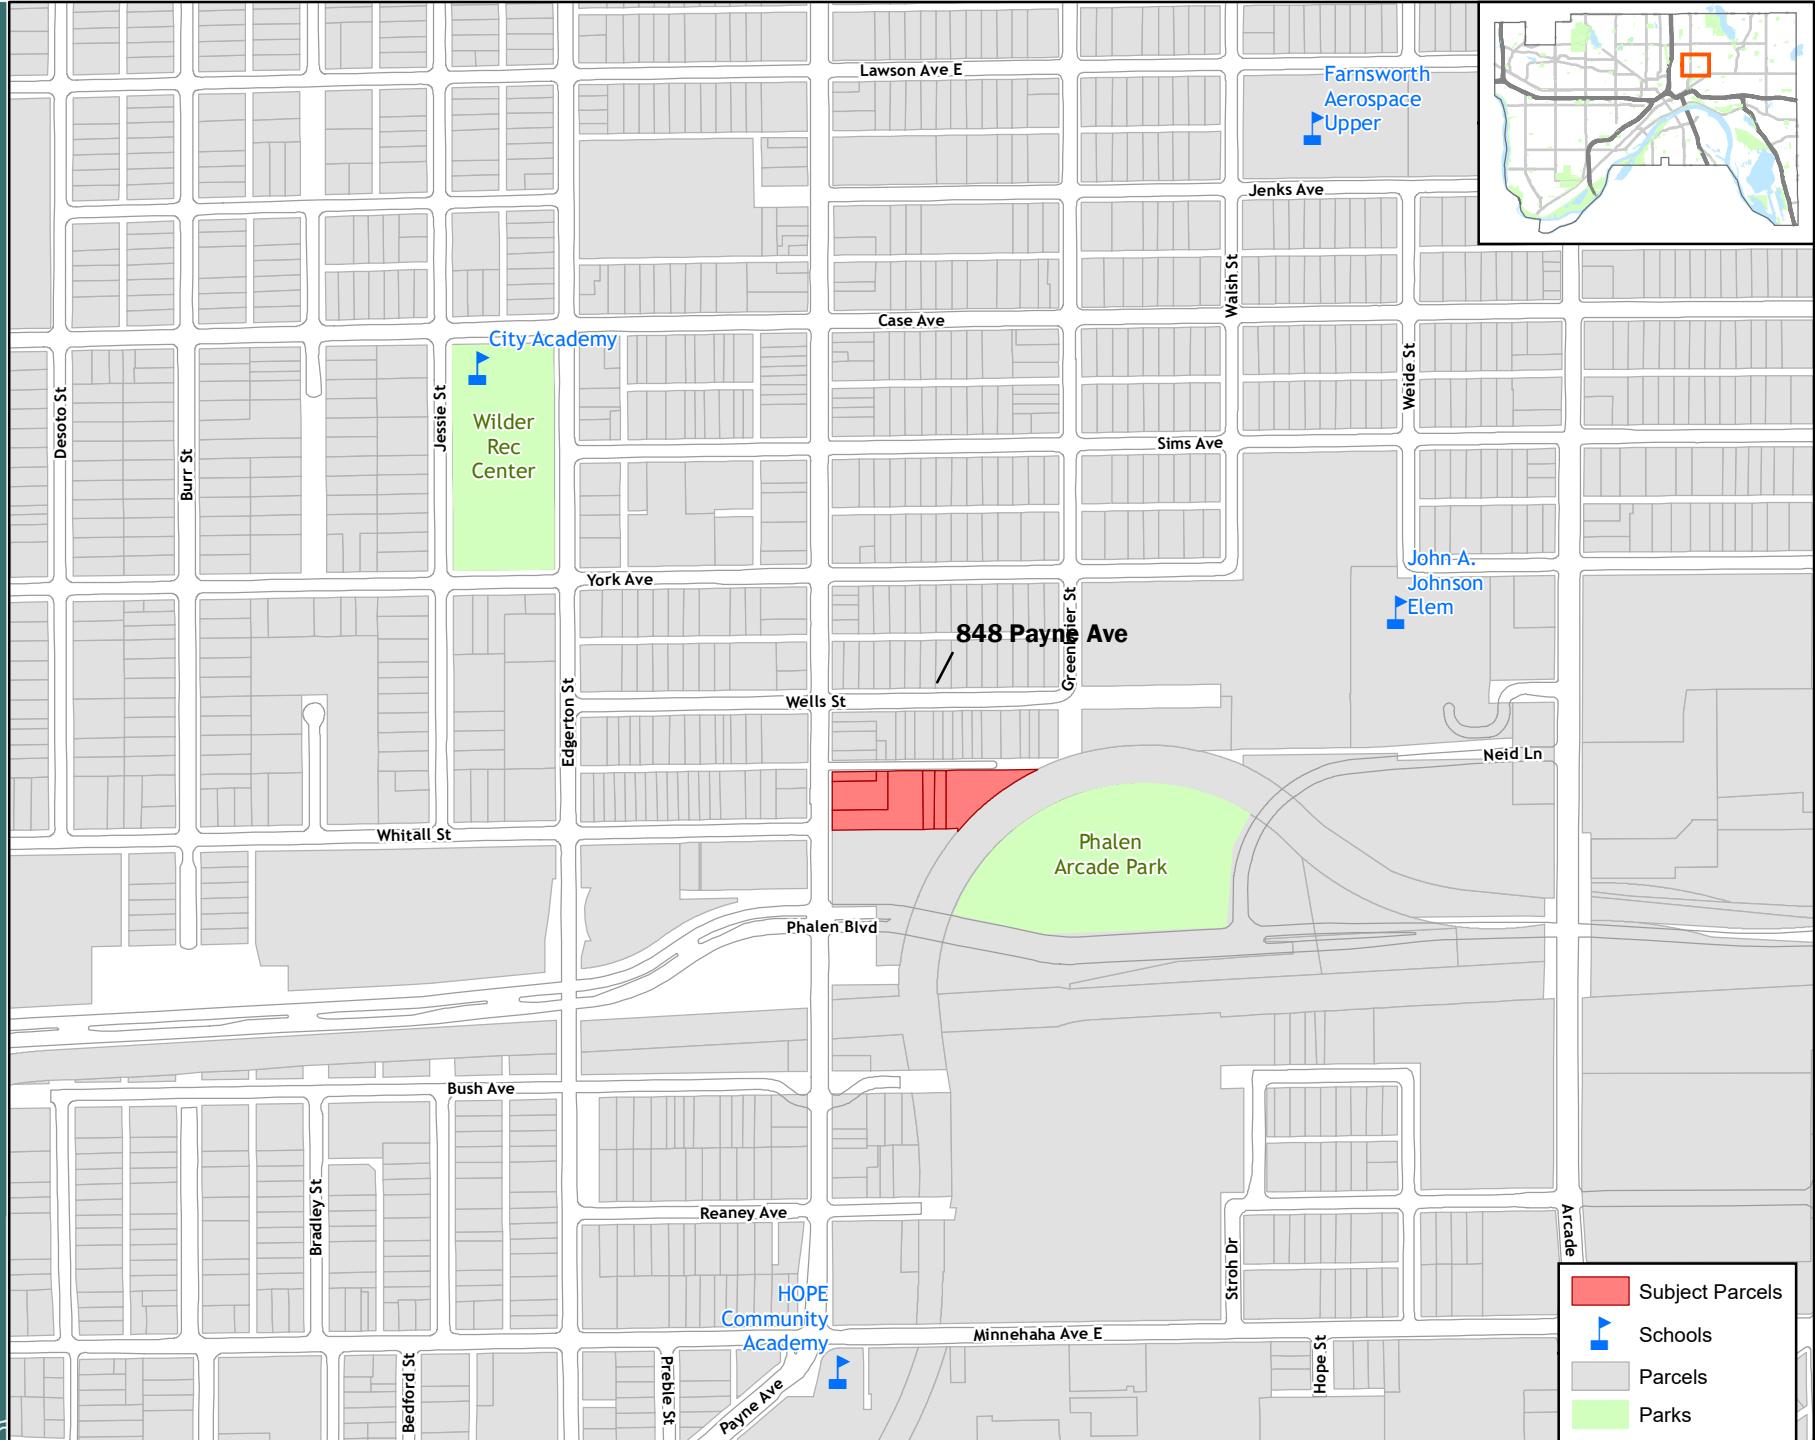 Lawson Ave E
Farnsworth
Aerospace
Upper
Jenks Ave
Walsh St
Case Ave
City Academy
Desoto St
Burr St
Jessie St
Wilder
Rec
Center
Weide St
Sims Ave
York Ave
John A.
Johnson
Elem
848 Payne Ave
Greenbrier St
Edgerton St
Wells St
Neid Ln
Whitall St
Phalen
Arcade Park
Phalen Blvd
Bush Ave
Bradley St
Reaney Ave
Stroh Dr
Arcade
HOPE
Community
Academy
Minnehaha Ave E
Bedford St
Preble St
Payne Ave
Hope St
Subject Parcels
Schools
Parcels
Parks